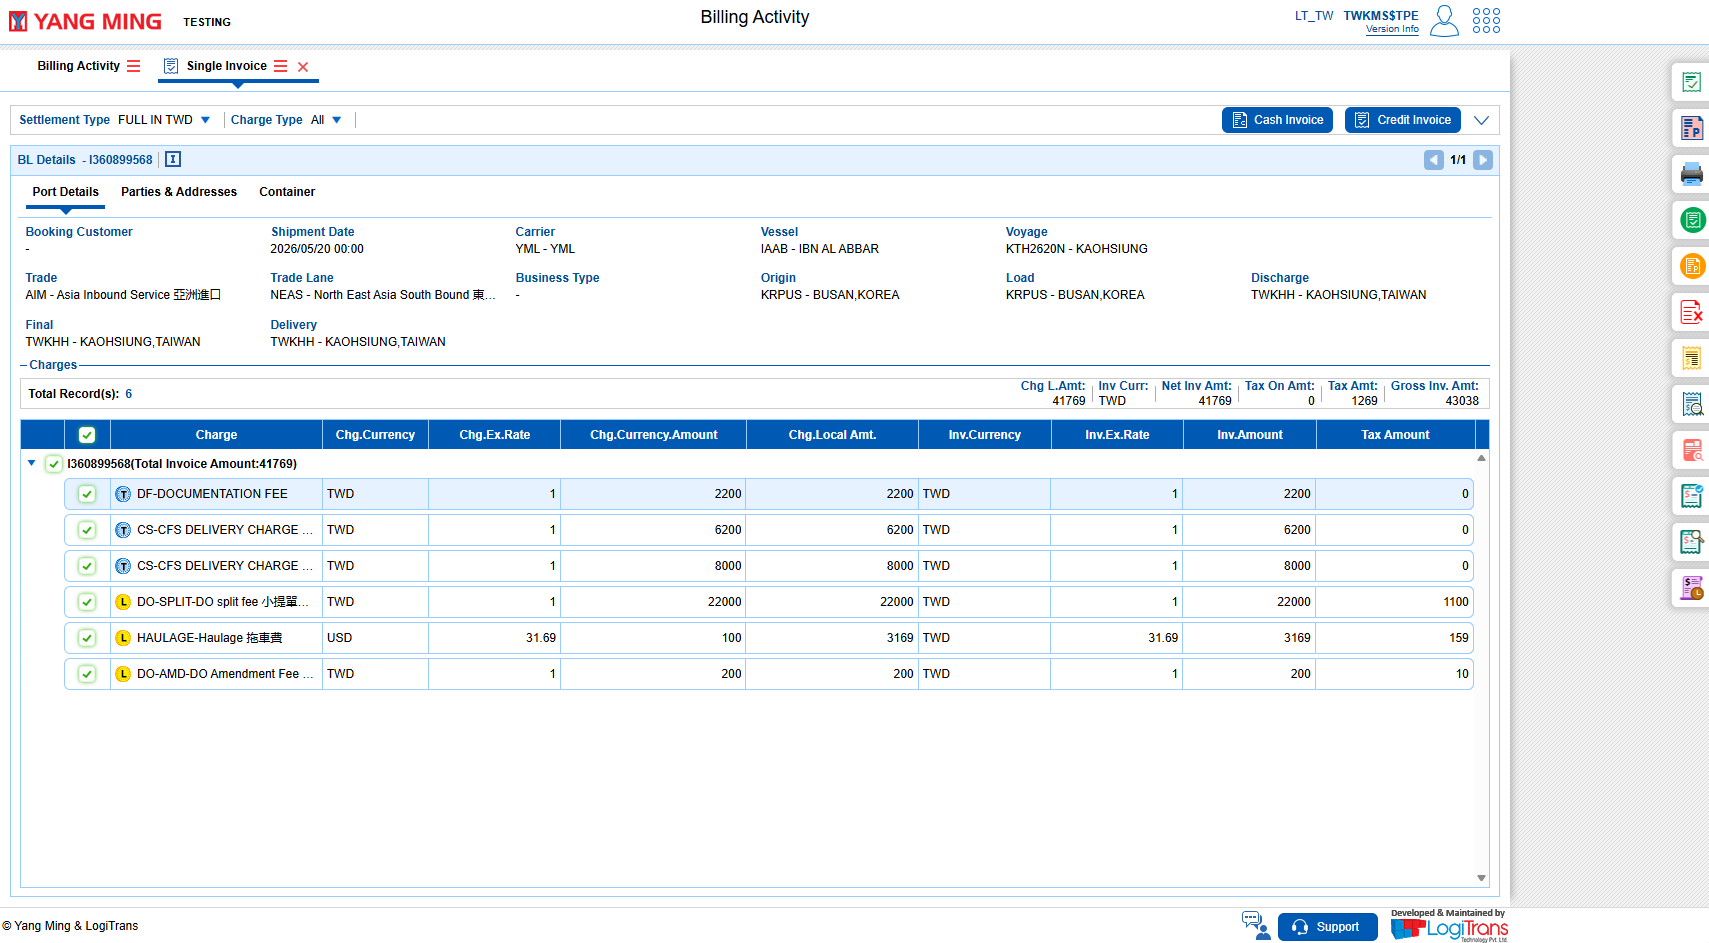 YANG MING TESTING Billing Activity LT_TW TWKMS$TPE
Version Info
Billing Activity Single Invoice
Settlement Type FULL IN TWD Charge Type All Cash Invoice Credit Invoice
BL Details - I360899568 I 1/1
Port Details Parties & Addresses Container
Booking Customer Shipment Date Carrier Vessel Voyage
- 2026/05/20 00:00 YML - YML IAAB - IBN AL ABBAR KTH2620N - KAOHSIUNG
Trade Trade Lane Business Type Origin Load Discharge
AIM - Asia Inbound Service 亞洲進口 NEAS - North East Asia South Bound 東... - KRPUS - BUSAN,KOREA KRPUS - BUSAN,KOREA TWKHH - KAOHSIUNG,TAIWAN
Final Delivery
TWKHH - KAOHSIUNG,TAIWAN TWKHH - KAOHSIUNG,TAIWAN
Charges
Total Record(s): 6
Chg L.Amt: Inv Curr: Net Inv Amt: Tax On Amt: Tax Amt: Gross Inv. Amt:
41769 TWD 41769 0 1269 43038
Charge Chg.Currency Chg.Ex.Rate Chg.Currency.Amount Chg.Local Amt. Inv.Currency Inv.Ex.Rate Inv.Amount Tax Amount
I360899568(Total Invoice Amount:41769)
T DF-DOCUMENTATION FEE TWD 1 2200 2200 TWD 1 2200 0
T CS-CFS DELIVERY CHARGE ... TWD 1 6200 6200 TWD 1 6200 0
T CS-CFS DELIVERY CHARGE ... TWD 1 8000 8000 TWD 1 8000 0
L DO-SPLIT-DO split fee 小提單... TWD 1 22000 22000 TWD 1 22000 1100
L HAULAGE-Haulage 拖車費 USD 31.69 100 3169 TWD 31.69 3169 159
L DO-AMD-DO Amendment Fee ... TWD 1 200 200 TWD 1 200 10
© Yang Ming & LogiTrans
Support
Developed & Maintained by
LogiTrans
Technology Pvt. Ltd.